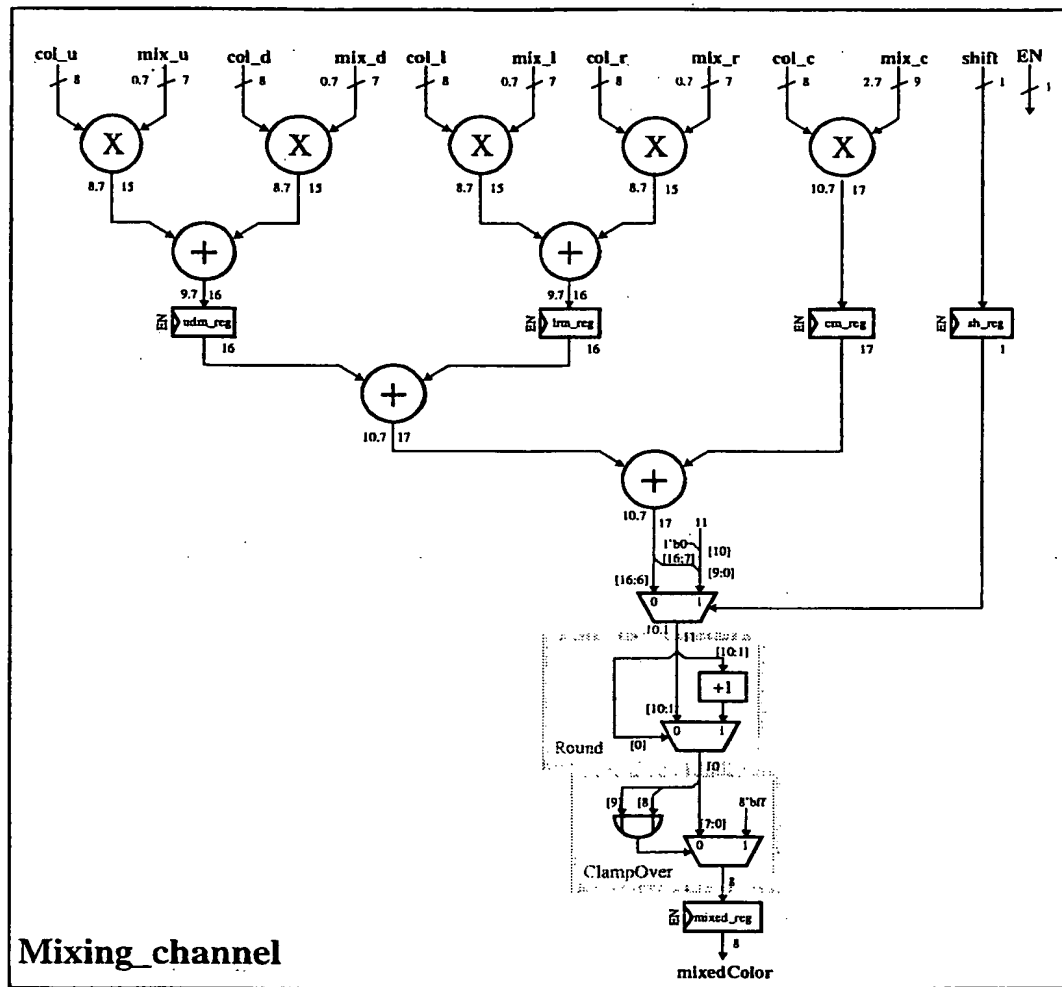 col_u mix_u col_d mix_d col_l mix_l col_r mix_r col_c mix_c shift EN
8 0.7 7 8 0.7 7 8 0.7 7 8 0.7 7 8 2.7 9 1 1
X X X X X
8.7 15 8.7 15 8.7 15 8.7 15 10.7 17
+ +
9.7 16 9.7 16
EN udm_reg EN lrm_reg EN cm_reg EN sh_reg
16 16 17 1
+
10.7 17
+
10.7 17 11
1'b0 [10]
[16:7]
[16:6] [9:0]
0 1
10.1 11
[10:1]
+1
[10:1]
0 1
[0]
Round
10
[9] [8] 8'bff
[7:0]
0 1
ClampOver
8
EN mixed_reg
8
Mixing_channel
mixedColor